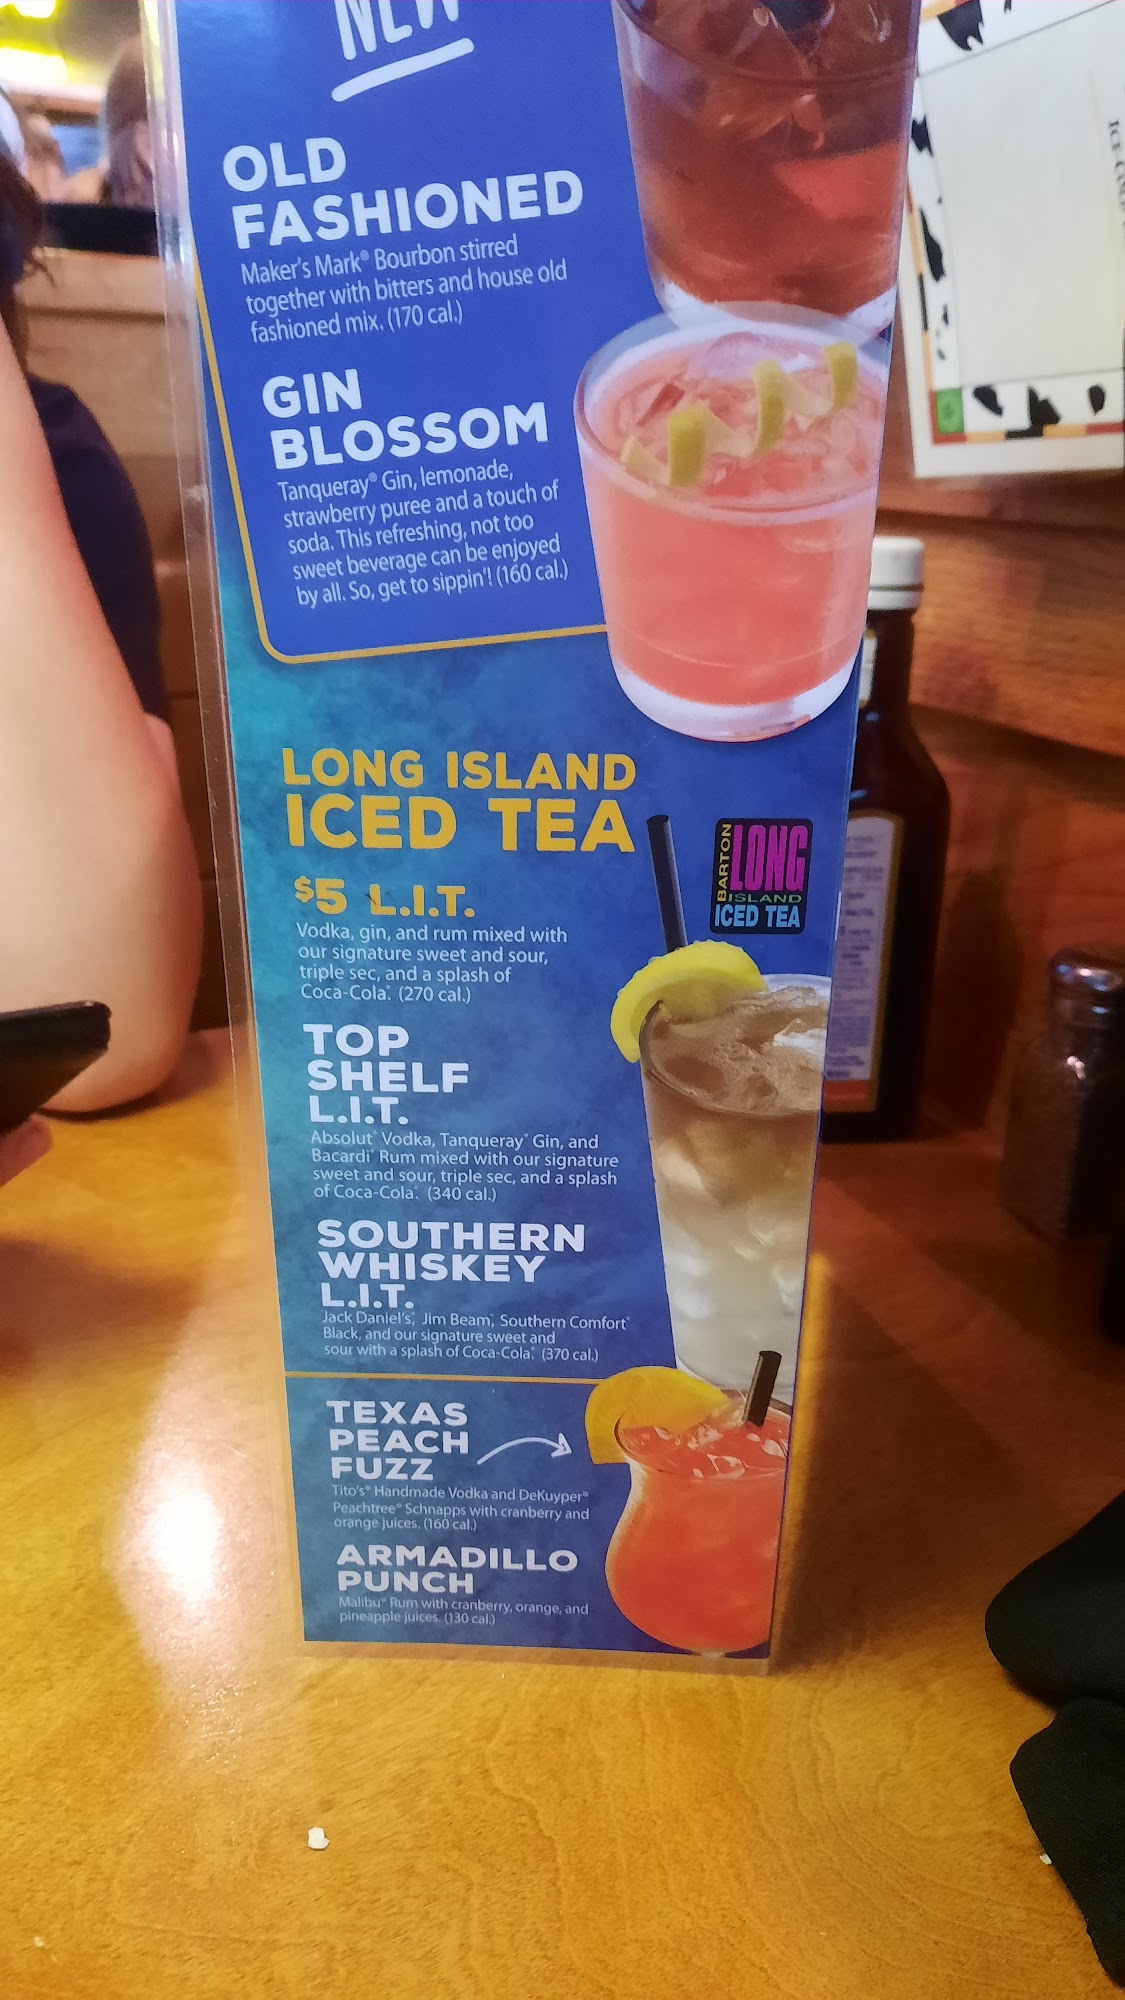 NEW
OLD
FASHIONED
Maker's Mark® Bourbon stirred
together with bitters and house old
fashioned mix. (170 cal.)
GIN
BLOSSOM
Tanqueray® Gin, lemonade,
strawberry puree and a touch of
soda. This refreshing, not too
sweet beverage can be enjoyed
by all. So, get to sippin'! (160 cal.)
LONG ISLAND
ICED TEA
BARTON
LONG
ISLAND
ICED TEA
$5 L.I.T.
Vodka, gin, and rum mixed with
our signature sweet and sour,
triple sec, and a splash of
Coca-Cola®. (270 cal.)
TOP
SHELF
L.I.T.
Absolut® Vodka, Tanqueray® Gin, and
Bacardi® Rum mixed with our signature
sweet and sour, triple sec, and a splash
of Coca-Cola®. (340 cal.)
SOUTHERN
WHISKEY
L.I.T.
Jack Daniel's®, Jim Beam®, Southern Comfort®
Black, and our signature sweet and
sour with a splash of Coca-Cola®. (370 cal.)
TEXAS
PEACH
FUZZ
Tito's® Handmade Vodka and DeKuyper®
Peachtree® Schnapps with cranberry and
orange juices. (160 cal.)
ARMADILLO
PUNCH
Malibu® Rum with cranberry, orange, and
pineapple juices. (130 cal.)